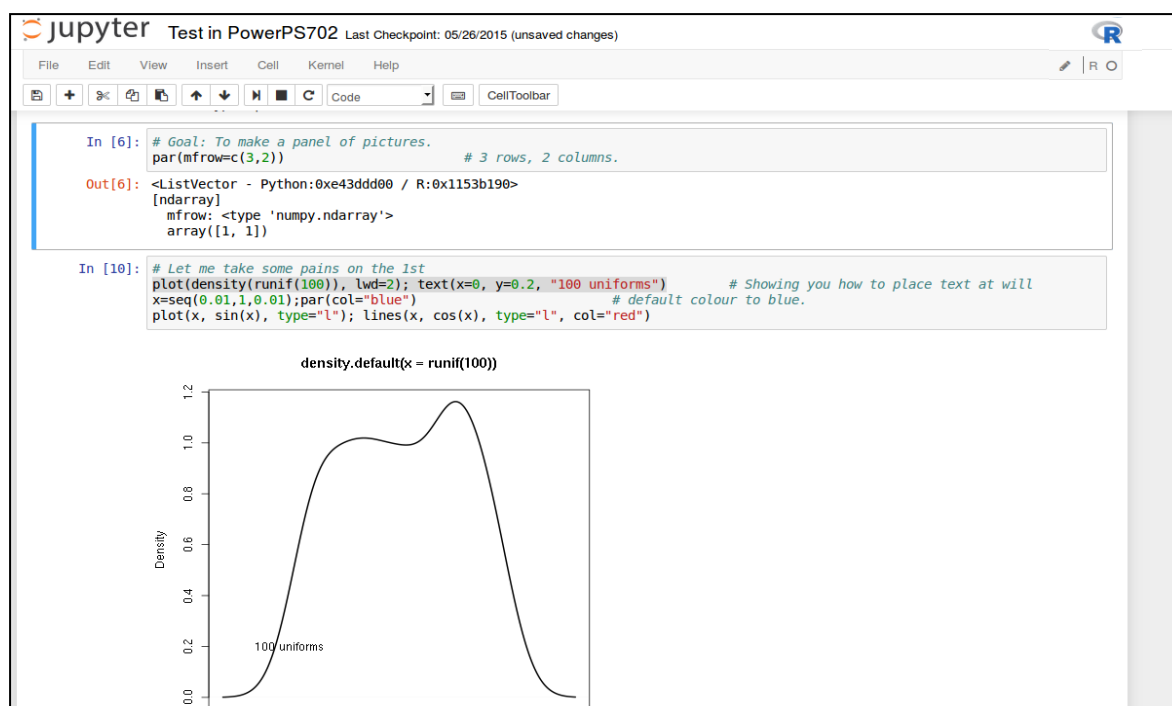 jupyter Test in PowerPS702 Last Checkpoint: 05/26/2015 (unsaved changes)
R
File Edit View Insert Cell Kernel Help
R
Code CellToolbar
In [6]: # Goal: To make a panel of pictures.
par(mfrow=c(3,2)) # 3 rows, 2 columns.
Out[6]: <ListVector - Python:0xe43ddd00 / R:0x1153b190>
[ndarray]
mfrow: <type 'numpy.ndarray'>
array([1, 1])
In [10]: # Let me take some pains on the 1st
plot(density(runif(100)), lwd=2); text(x=0, y=0.2, "100 uniforms") # Showing you how to place text at will
x=seq(0.01,1,0.01);par(col="blue") # default colour to blue.
plot(x, sin(x), type="l"); lines(x, cos(x), type="l", col="red")
density.default(x = runif(100))
1.2
1.0
0.8
Density
0.6
0.4
0.2
100 uniforms
0.0